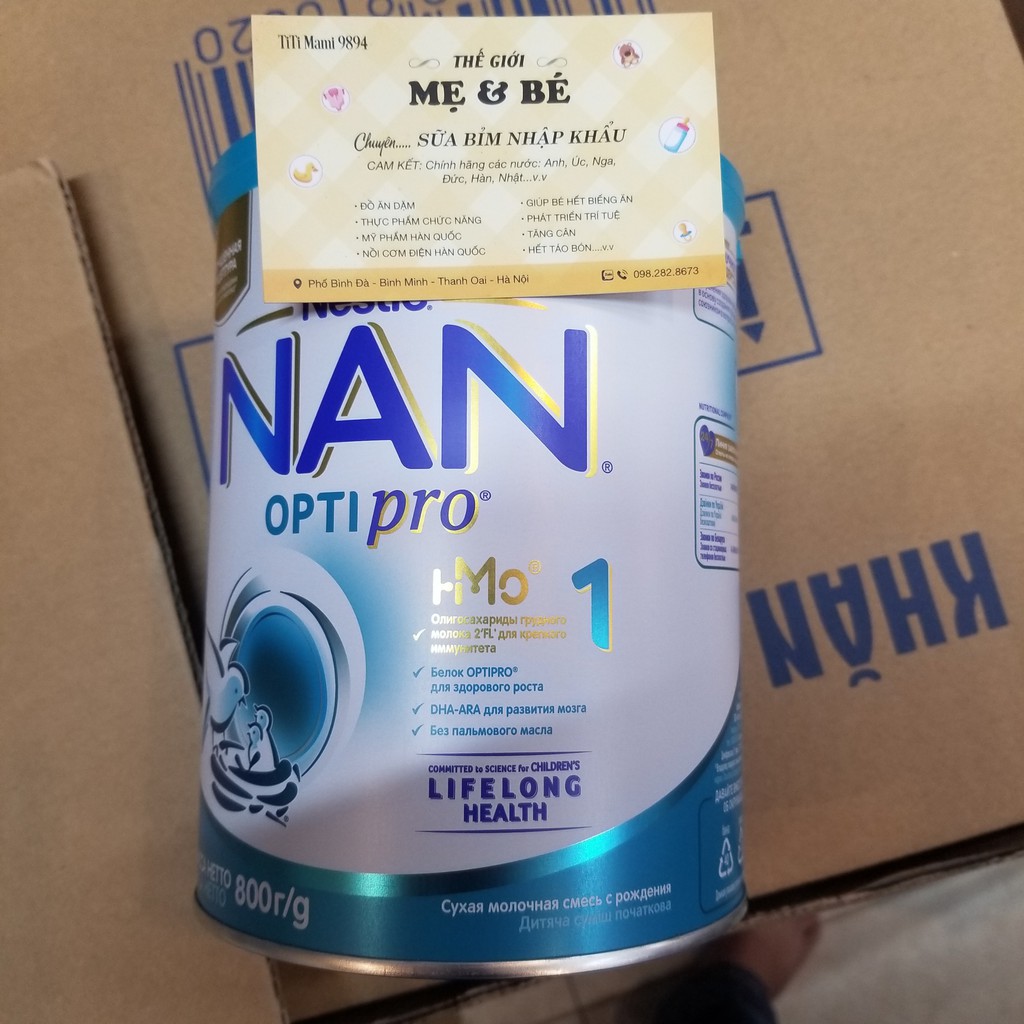 TiTi Mami 9894
THẾ GIỚI
MẸ & BÉ
Chuyên..... SỮA BỈM NHẬP KHẨU
CAM KẾT: Chính hãng các nước: Anh, Úc, Nga,
Đức, Hàn, Nhật...v.v
• ĐỒ ĂN DẶM
• THỰC PHẨM CHỨC NĂNG
• MỸ PHẨM HÀN QUỐC
• NỒI CƠM ĐIỆN HÀN QUỐC
• GIÚP BÉ HẾT BIẾNG ĂN
• PHÁT TRIỂN TRÍ TUỆ
• TĂNG CÂN
• HẾT TÁO BÓN....v.v
Phố Bình Đà - Bình Minh - Thanh Oai - Hà Nội
098.282.8673
Nestlé®
NAN®
OPTIpro®
HMO®
1
Олигосахариды грудного
молока 2'FL' для крепкого
иммунитета
Белок OPTIPRO®
для здорового роста
DHA-ARA для развития мозга
Без пальмового масла
COMMITTED to SCIENCE for CHILDREN'S
LIFELONG
HEALTH
НЕТТО 800г/g
Сухая молочная смесь с рождения
Дитяча суміш початкова
NUTRITIONAL
KHĂN